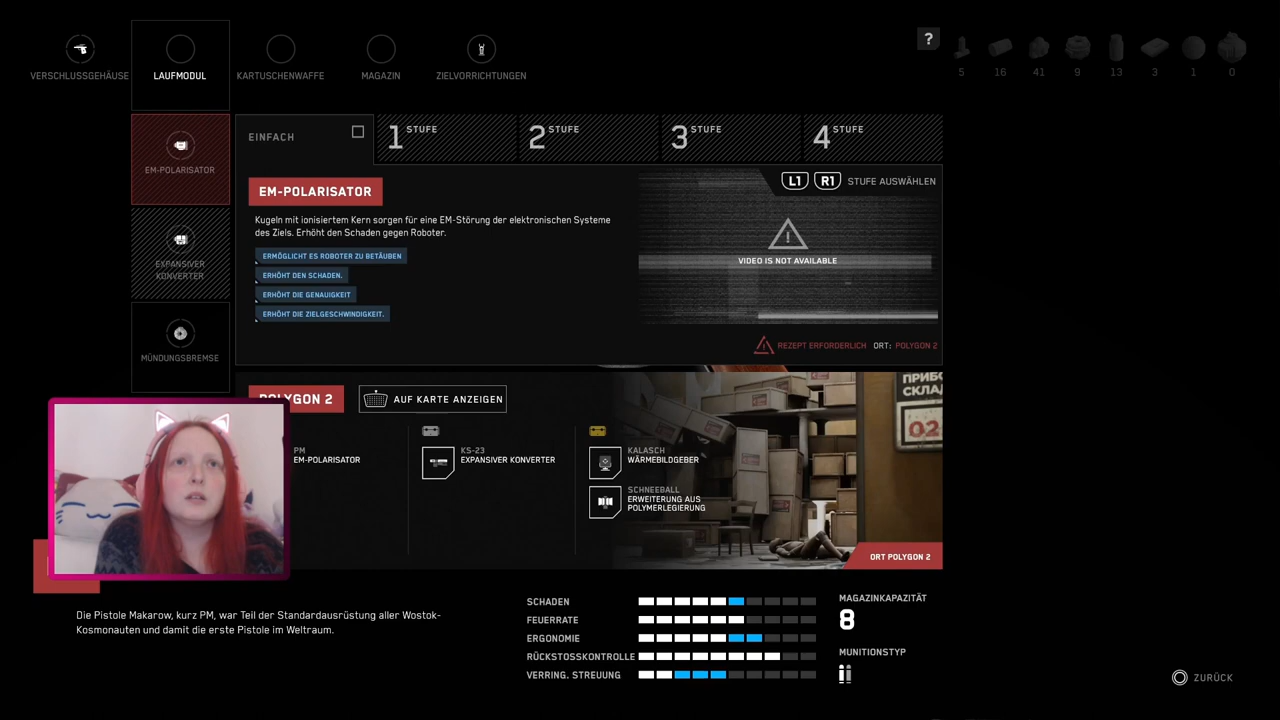 VERSCHLUSSGEHÄUSE
LAUFMODUL
KARTUSCHENWAFFE
MAGAZIN
ZIELVORRICHTUNGEN
?
5 16 41 9 13 3 1 0
EM-POLARISATOR
EXPANSIVER
KONVERTER
MÜNDUNGSBREMSE
EINFACH
1 STUFE
2 STUFE
3 STUFE
4 STUFE
L1 R1 STUFE AUSWÄHLEN
EM-POLARISATOR
Kugeln mit ionisiertem Kern sorgen für eine EM-Störung der elektronischen Systeme
des Ziels. Erhöht den Schaden gegen Roboter.
ERMÖGLICHT ES ROBOTER ZU BETÄUBEN
ERHÖHT DEN SCHADEN.
ERHÖHT DIE GENAUIGKEIT
ERHÖHT DIE ZIELGESCHWINDIGKEIT.
VIDEO IS NOT AVAILABLE
REZEPT ERFORDERLICH ORT: POLYGON 2
POLYGON 2
AUF KARTE ANZEIGEN
PM
EM-POLARISATOR
KS-23
EXPANSIVER KONVERTER
KALASCH
WÄRMEBILDGEBER
SCHNEEBALL
ERWEITERUNG AUS
POLYMERLEGIERUNG
02
ORT POLYGON 2
Die Pistole Makarow, kurz PM, war Teil der Standardausrüstung aller Wostok-
Kosmonauten und damit die erste Pistole im Weltraum.
SCHADEN
FEUERRATE
ERGONOMIE
RÜCKSTOSSKONTROLLE
VERRING. STREUUNG
MAGAZINKAPAZITÄT
8
MUNITIONSTYP
ZURÜCK